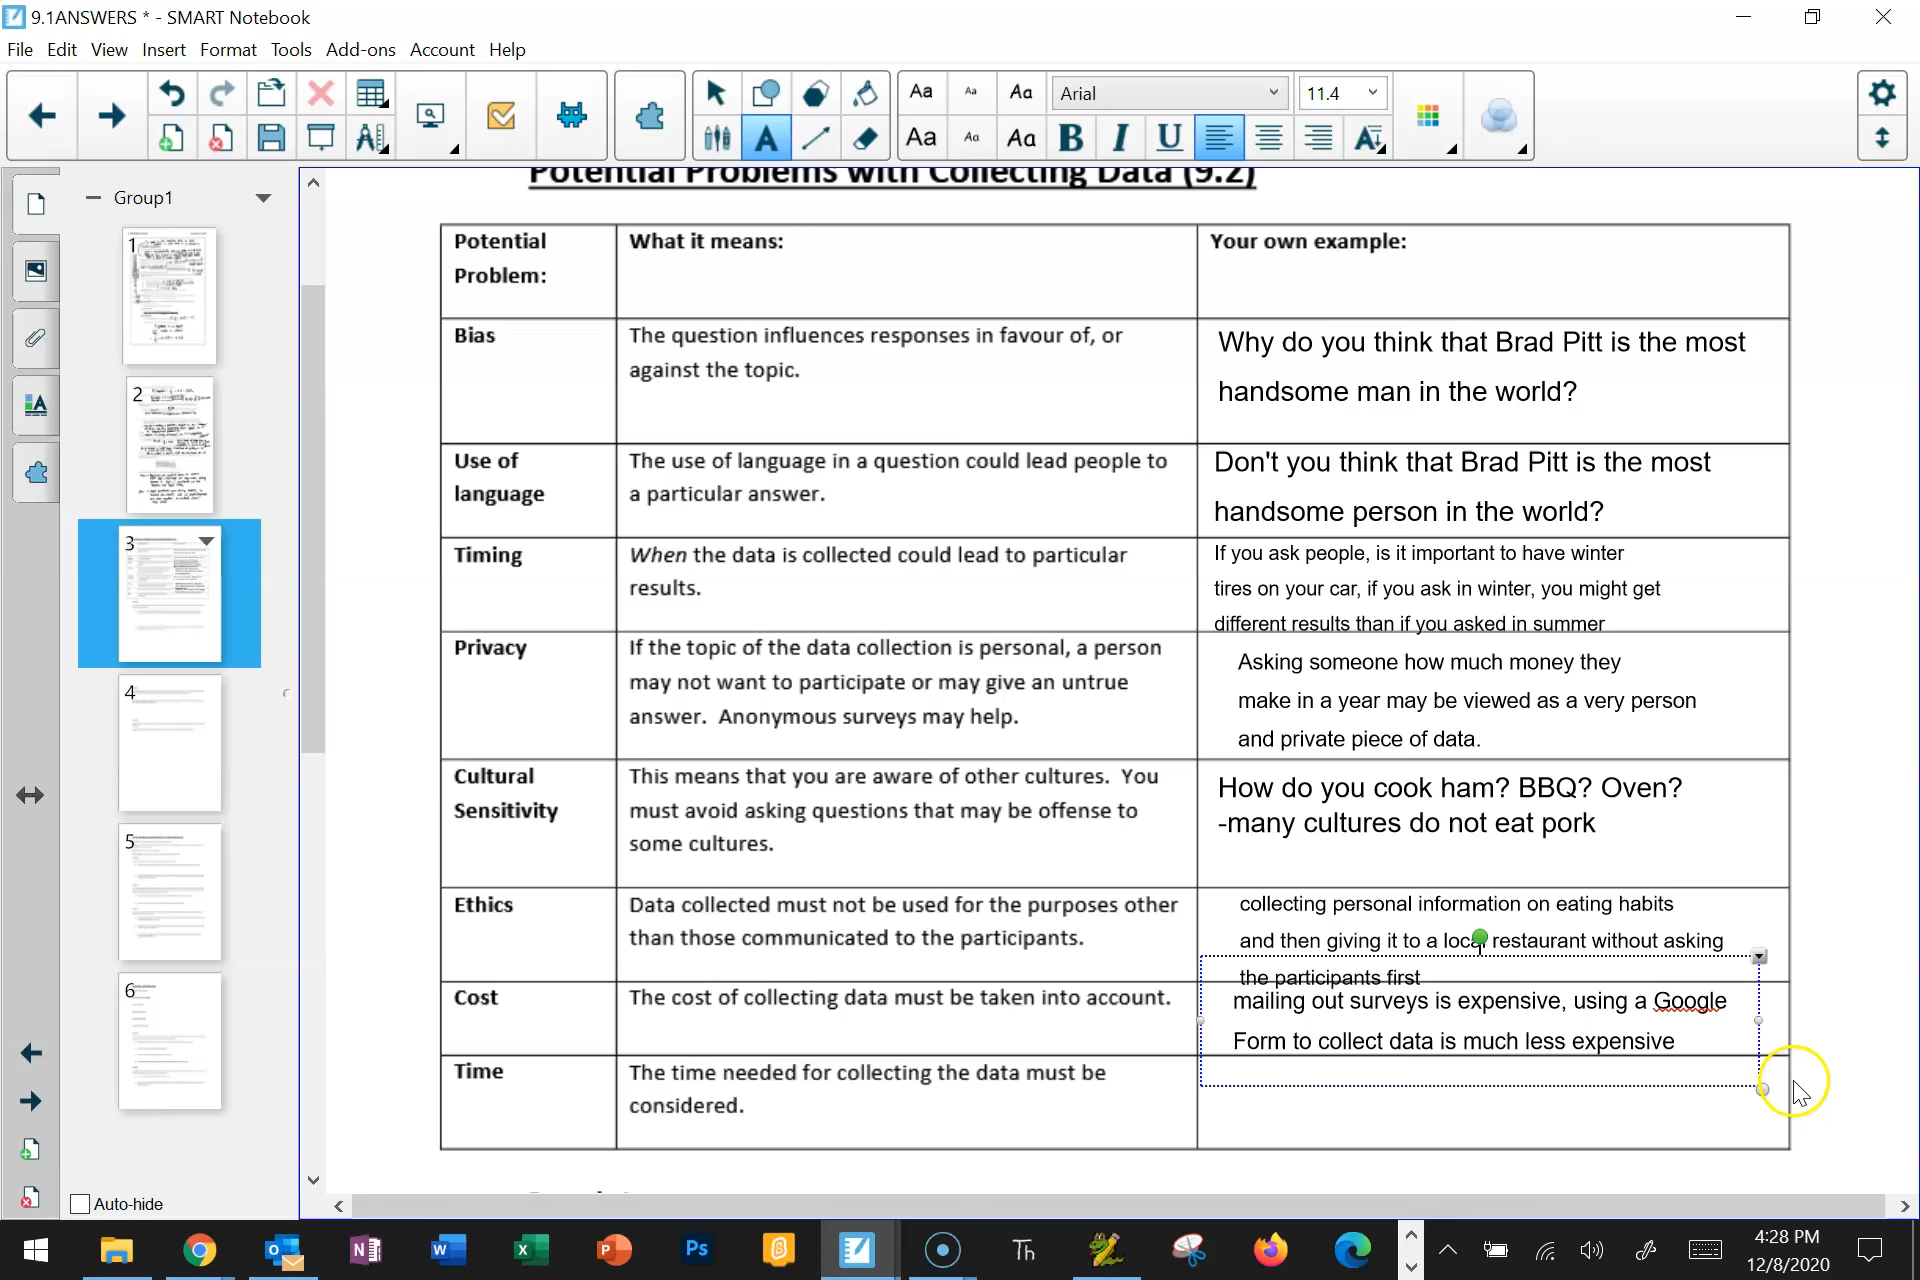 9.1ANSWERS * - SMART Notebook
File Edit View Insert Format Tools Add-ons Account Help
Aa Aa Aa Arial 11.4
Aa Aa Aa B I U
Group1
1
2
3
4
5
6
Auto-hide
Potential Problems with Collecting Data (9.2)
Potential
Problem:
What it means:
Your own example:
Bias
The question influences responses in favour of, or
against the topic.
Why do you think that Brad Pitt is the most
handsome man in the world?
Use of
language
The use of language in a question could lead people to
a particular answer.
Don't you think that Brad Pitt is the most
handsome person in the world?
Timing
When the data is collected could lead to particular
results.
If you ask people, is it important to have winter
tires on your car, if you ask in winter, you might get
different results than if you asked in summer
Privacy
If the topic of the data collection is personal, a person
may not want to participate or may give an untrue
answer. Anonymous surveys may help.
Asking someone how much money they
make in a year may be viewed as a very person
and private piece of data.
Cultural
Sensitivity
This means that you are aware of other cultures. You
must avoid asking questions that may be offense to
some cultures.
How do you cook ham? BBQ? Oven?
-many cultures do not eat pork
Ethics
Data collected must not be used for the purposes other
than those communicated to the participants.
collecting personal information on eating habits
and then giving it to a local restaurant without asking
the participants first
Cost
The cost of collecting data must be taken into account.
mailing out surveys is expensive, using a Google
Form to collect data is much less expensive
Time
The time needed for collecting the data must be
considered.
Th
4:28 PM
12/8/2020